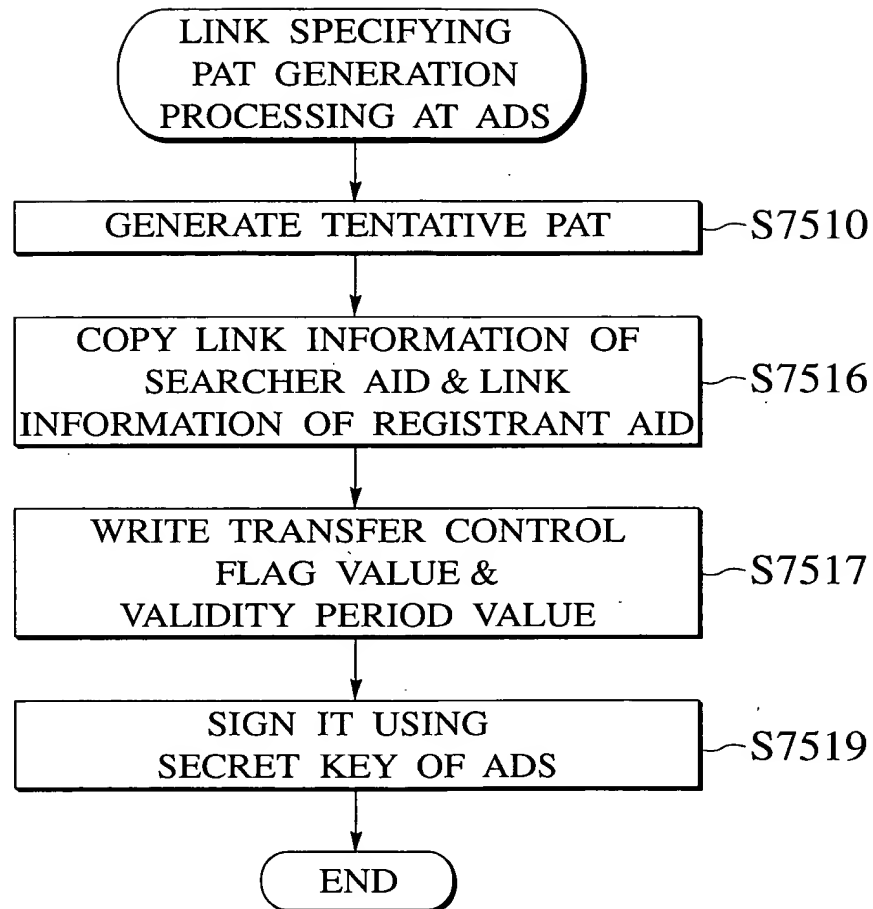 LINK SPECIFYING
PAT GENERATION
PROCESSING AT ADS
GENERATE TENTATIVE PAT
S7510
COPY LINK INFORMATION OF
SEARCHER AID & LINK
INFORMATION OF REGISTRANT AID
S7516
WRITE TRANSFER CONTROL
FLAG VALUE &
VALIDITY PERIOD VALUE
S7517
SIGN IT USING
SECRET KEY OF ADS
S7519
END